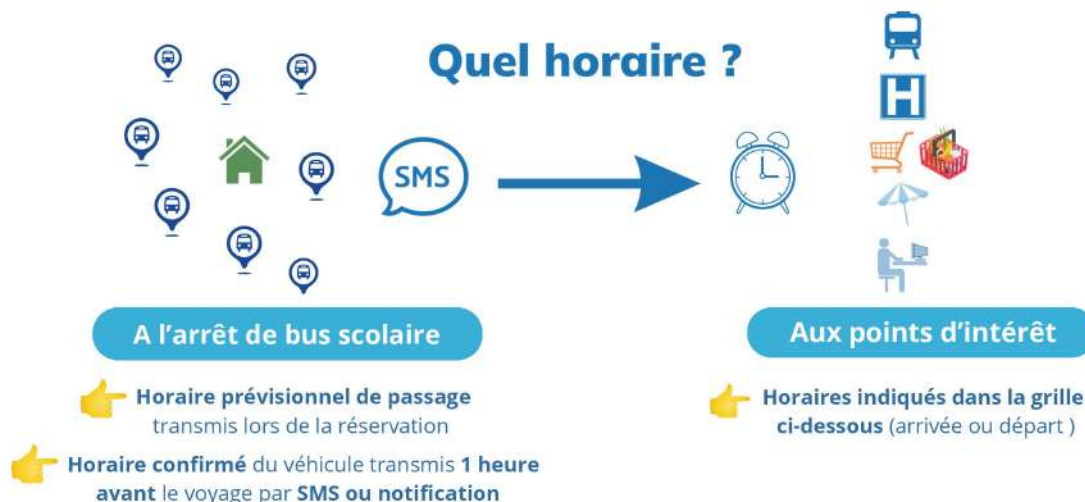 Quel horaire ?
H
SMS
A l'arrêt de bus scolaire
Horaire prévisionnel de passage
transmis lors de la réservation
Horaire confirmé du véhicule transmis 1 heure
avant le voyage par SMS ou notification
Aux points d'intérêt
Horaires indiqués dans la grille
ci-dessous (arrivée ou départ )